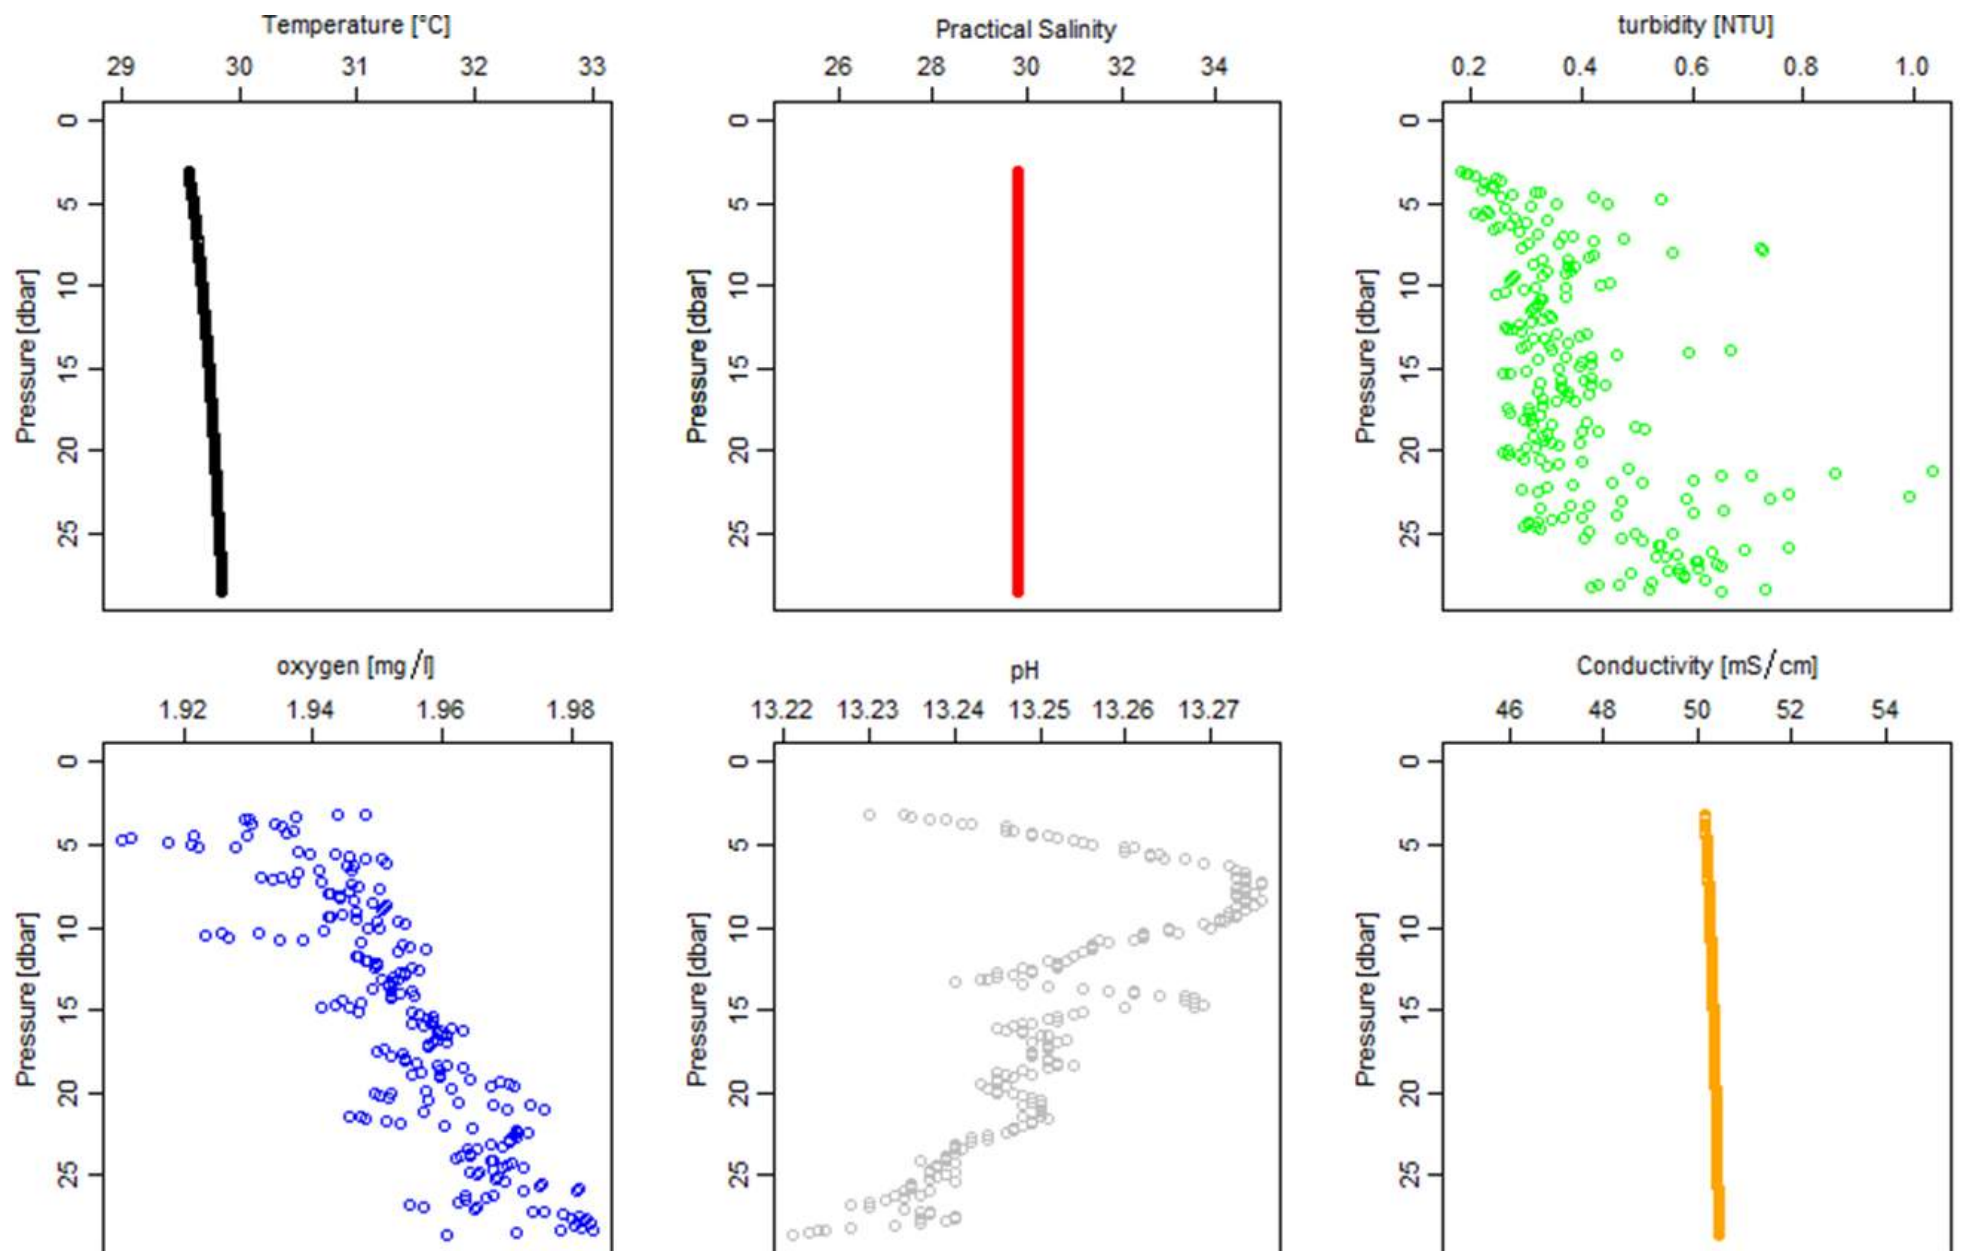 Temperature [°C]
29 30 31 32 33
Pressure [dbar]
0 5 10 15 20 25
Practical Salinity
26 28 30 32 34
Pressure [dbar]
0 5 10 15 20 25
turbidity [NTU]
0.2 0.4 0.6 0.8 1.0
Pressure [dbar]
0 5 10 15 20 25
oxygen [mg/l]
1.92 1.94 1.96 1.98
Pressure [dbar]
0 5 10 15 20 25
pH
13.22 13.23 13.24 13.25 13.26 13.27
Pressure [dbar]
0 5 10 15 20 25
Conductivity [mS/cm]
46 48 50 52 54
Pressure [dbar]
0 5 10 15 20 25